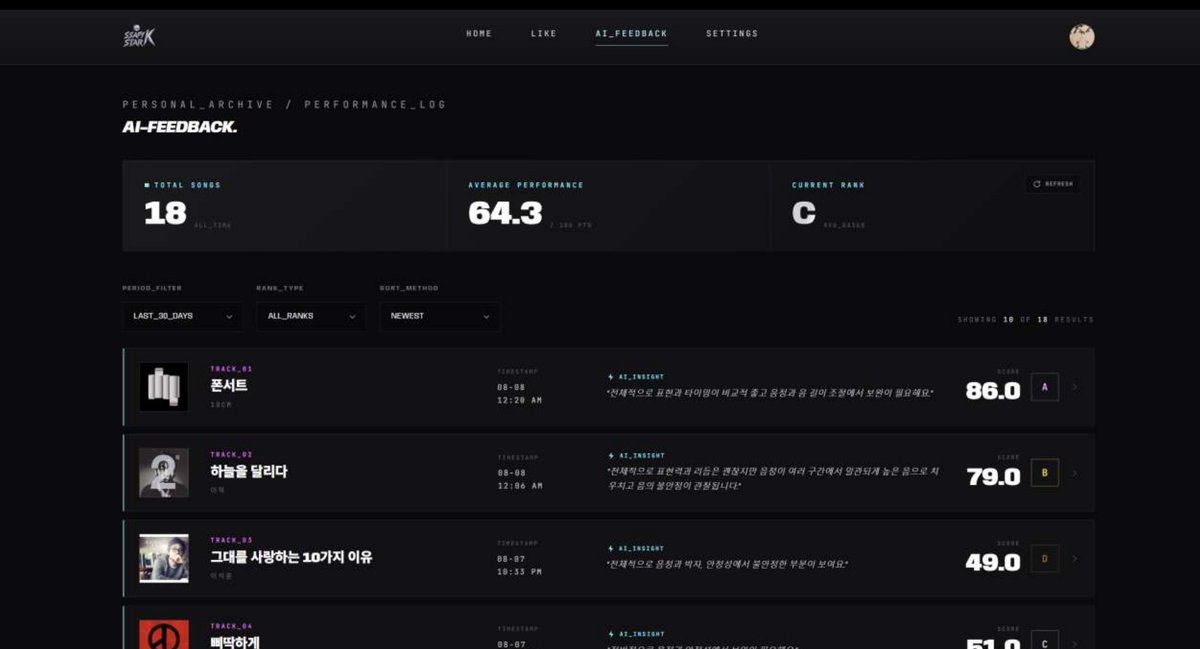 SSAFY
STAR K
HOME LIKE AI_FEEDBACK SETTINGS
PERSONAL_ARCHIVE / PERFORMANCE_LOG
AI-FEEDBACK.
TOTAL SONGS
18 ALL_TIME
AVERAGE PERFORMANCE
64.3 / 100 PTS
CURRENT RANK
C AVG_BASED
REFRESH
PERIOD_FILTER RANK_TYPE SORT_METHOD
LAST_30_DAYS ALL_RANKS NEWEST
SHOWING 10 OF 18 RESULTS
TRACK_01
폰서트
10CM
TIMESTAMP
08-08
12:20 AM
AI_INSIGHT
"전체적으로 표현과 타이밍이 비교적 좋고 음정과 음 길이 조절에서 보완이 필요해요."
SCORE
86.0 A
TRACK_02
하늘을 달리다
이적
TIMESTAMP
08-08
12:06 AM
AI_INSIGHT
"전체적으로 표현력과 리듬은 괜찮지만 음정이 여러 구간에서 일관되게 높은 음으로 치
우치고 음의 불안정이 관찰됩니다."
SCORE
79.0 B
TRACK_03
그대를 사랑하는 10가지 이유
이석훈
TIMESTAMP
08-07
10:33 PM
AI_INSIGHT
"전체적으로 음정과 박자, 안정성에서 불안정한 부분이 보여요."
SCORE
49.0 D
TRACK_04
삐딱하게
TIMESTAMP
08-07
AI_INSIGHT
SCORE
51.0 C